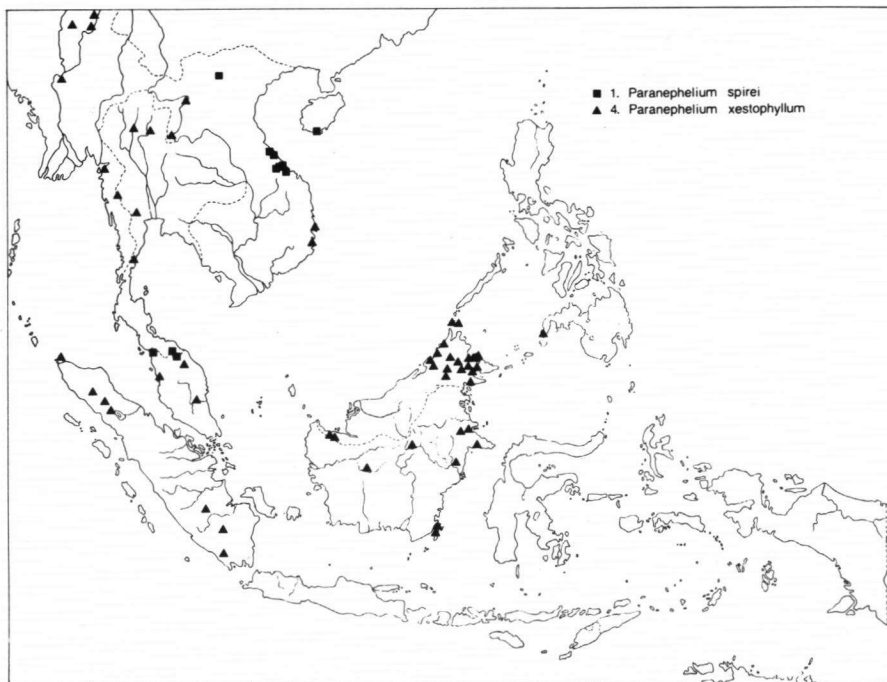 ■ 1. Paranephelium spirei
▲ 4. Paranephelium xestophyllum